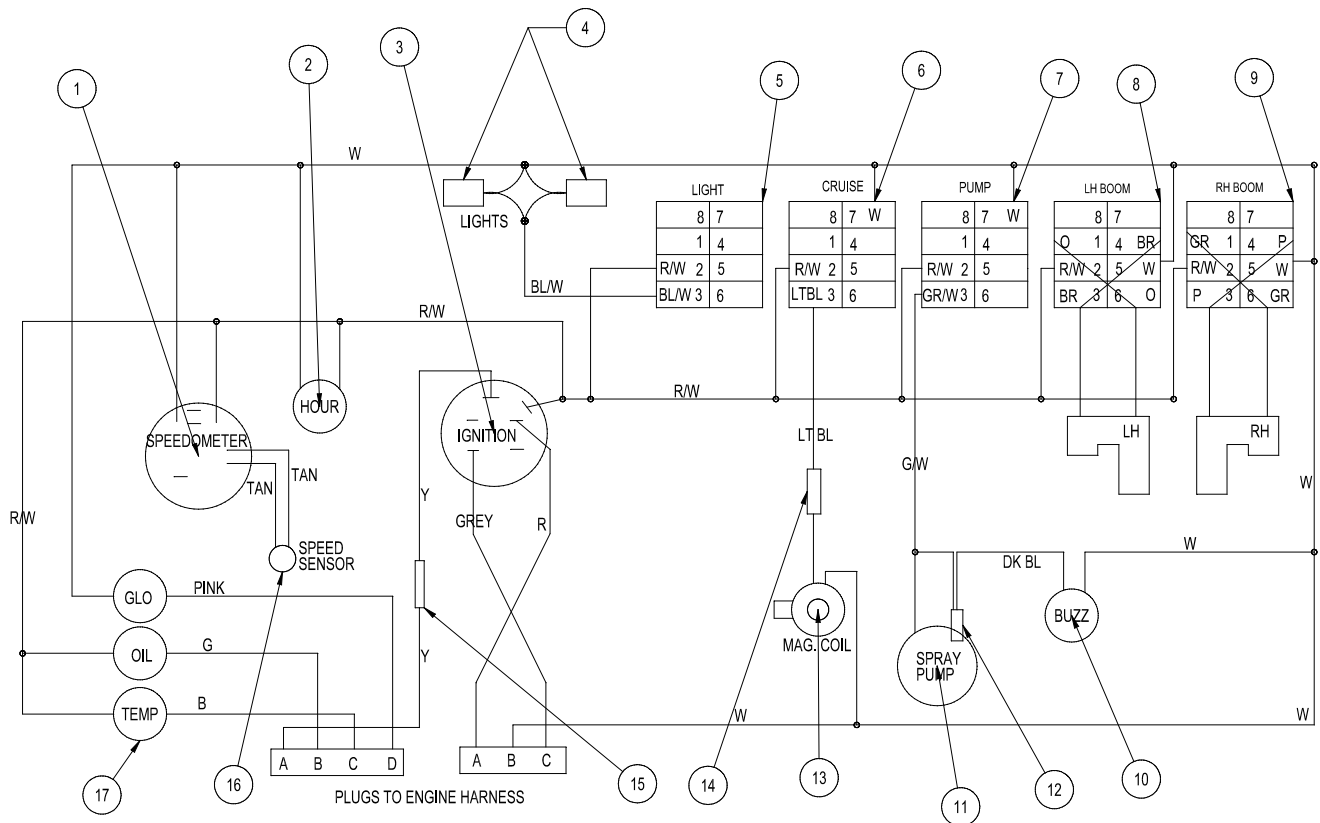 4
3
2
1
5
6
7
8
9
W
LIGHTS
LIGHT
CRUISE
PUMP
LH BOOM
RH BOOM
8 7
1 4
R/W 2 5
BL/W 3 6
8 7 W
1 4
R/W 2 5
LTBL 3 6
8 7 W
1 4
R/W 2 5
GR/W 3 6
8 7
O 1 4 BR
R/W 2 5 W
BR 3 6 O
8 7
GR 1 4 P
R/W 2 5 W
P 3 6 GR
BL/W
R/W
R/W
HOUR
SPEEDOMETER
IGNITION
TAN
TAN
LT BL
G/W
LH
RH
W
R/W
Y
GREY
R
SPEED
SENSOR
GLO
PINK
OIL
G
TEMP
B
Y
DK BL
W
BUZZ
MAG. COIL
SPRAY
PUMP
W
W
A B C D
A B C
PLUGS TO ENGINE HARNESS
17
16
15
14
13
11
12
10